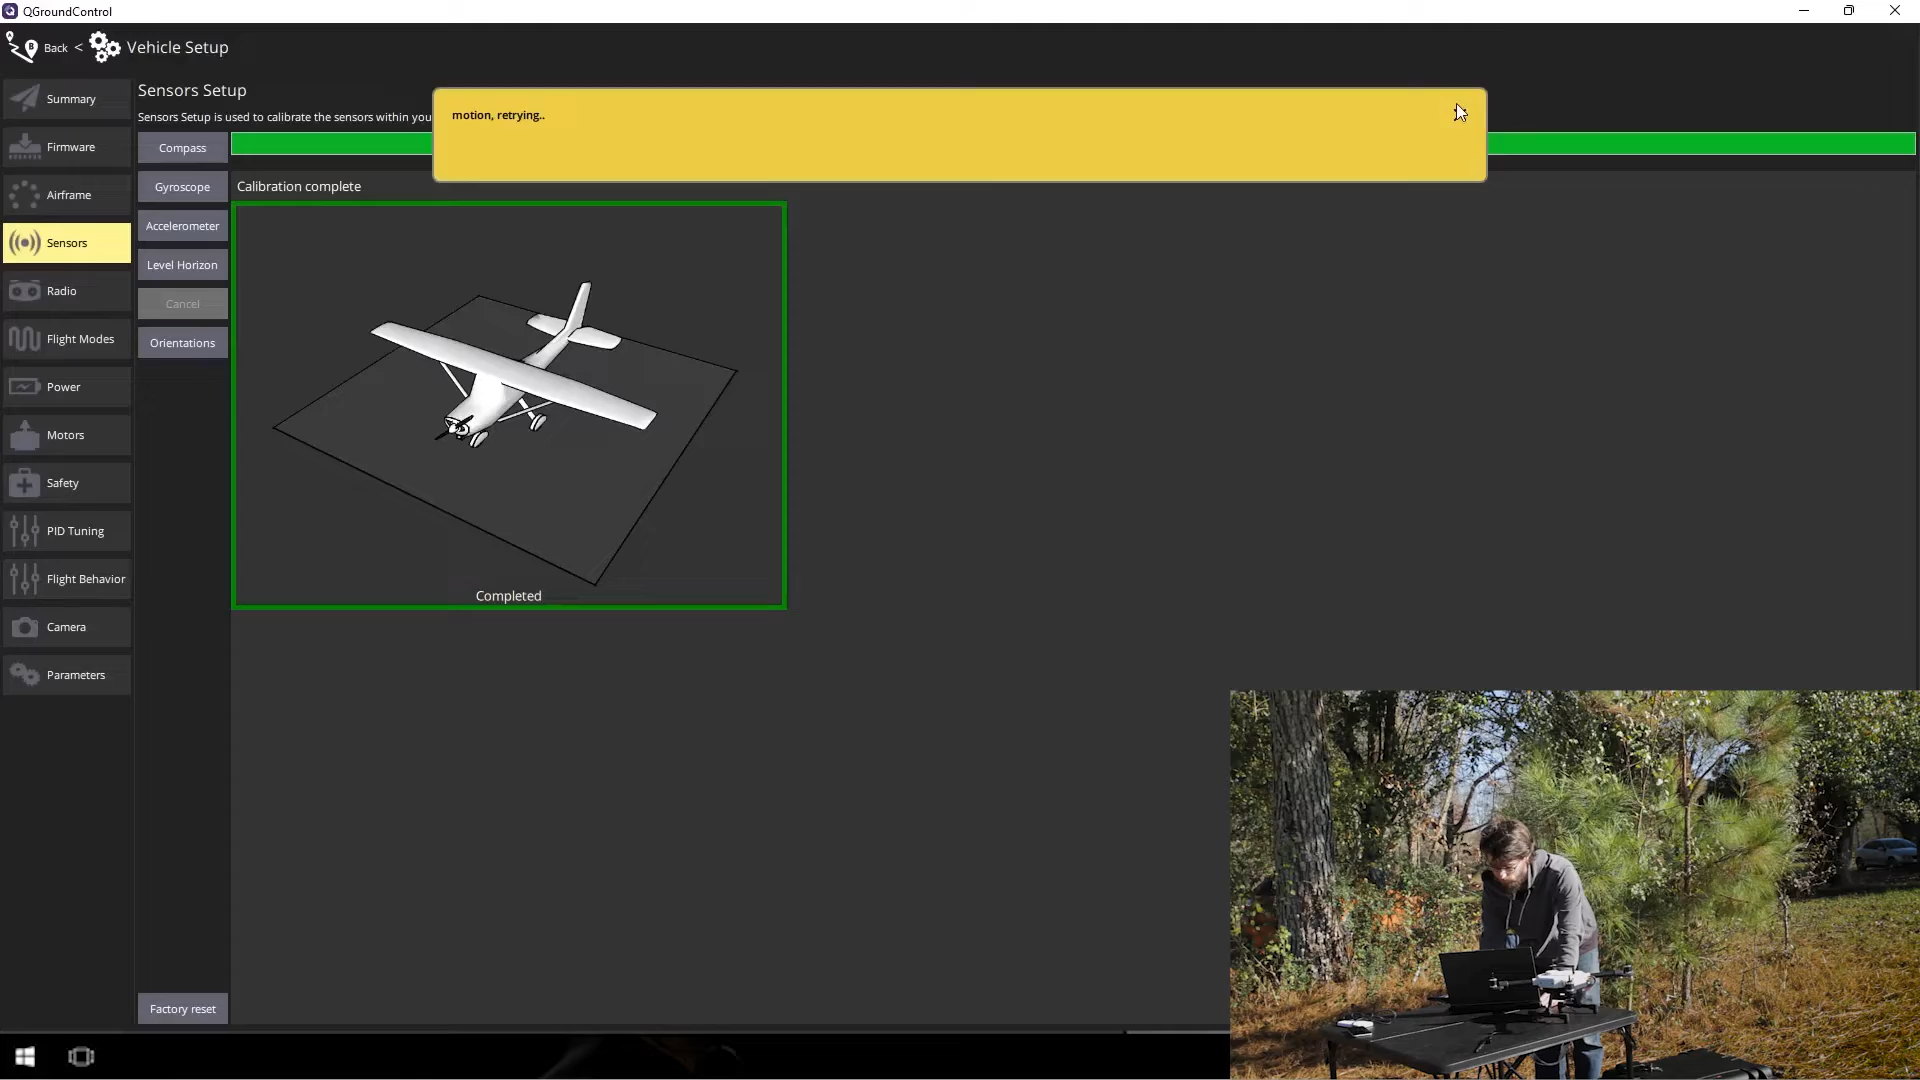 QGroundControl
Back < Vehicle Setup
Summary
Firmware
Airframe
Sensors
Radio
Flight Modes
Power
Motors
Safety
PID Tuning
Flight Behavior
Camera
Parameters
Sensors Setup
Sensors Setup is used to calibrate the sensors within you
motion, retrying..
Compass
Gyroscope
Accelerometer
Level Horizon
Cancel
Orientations
Factory reset
Calibration complete
Completed